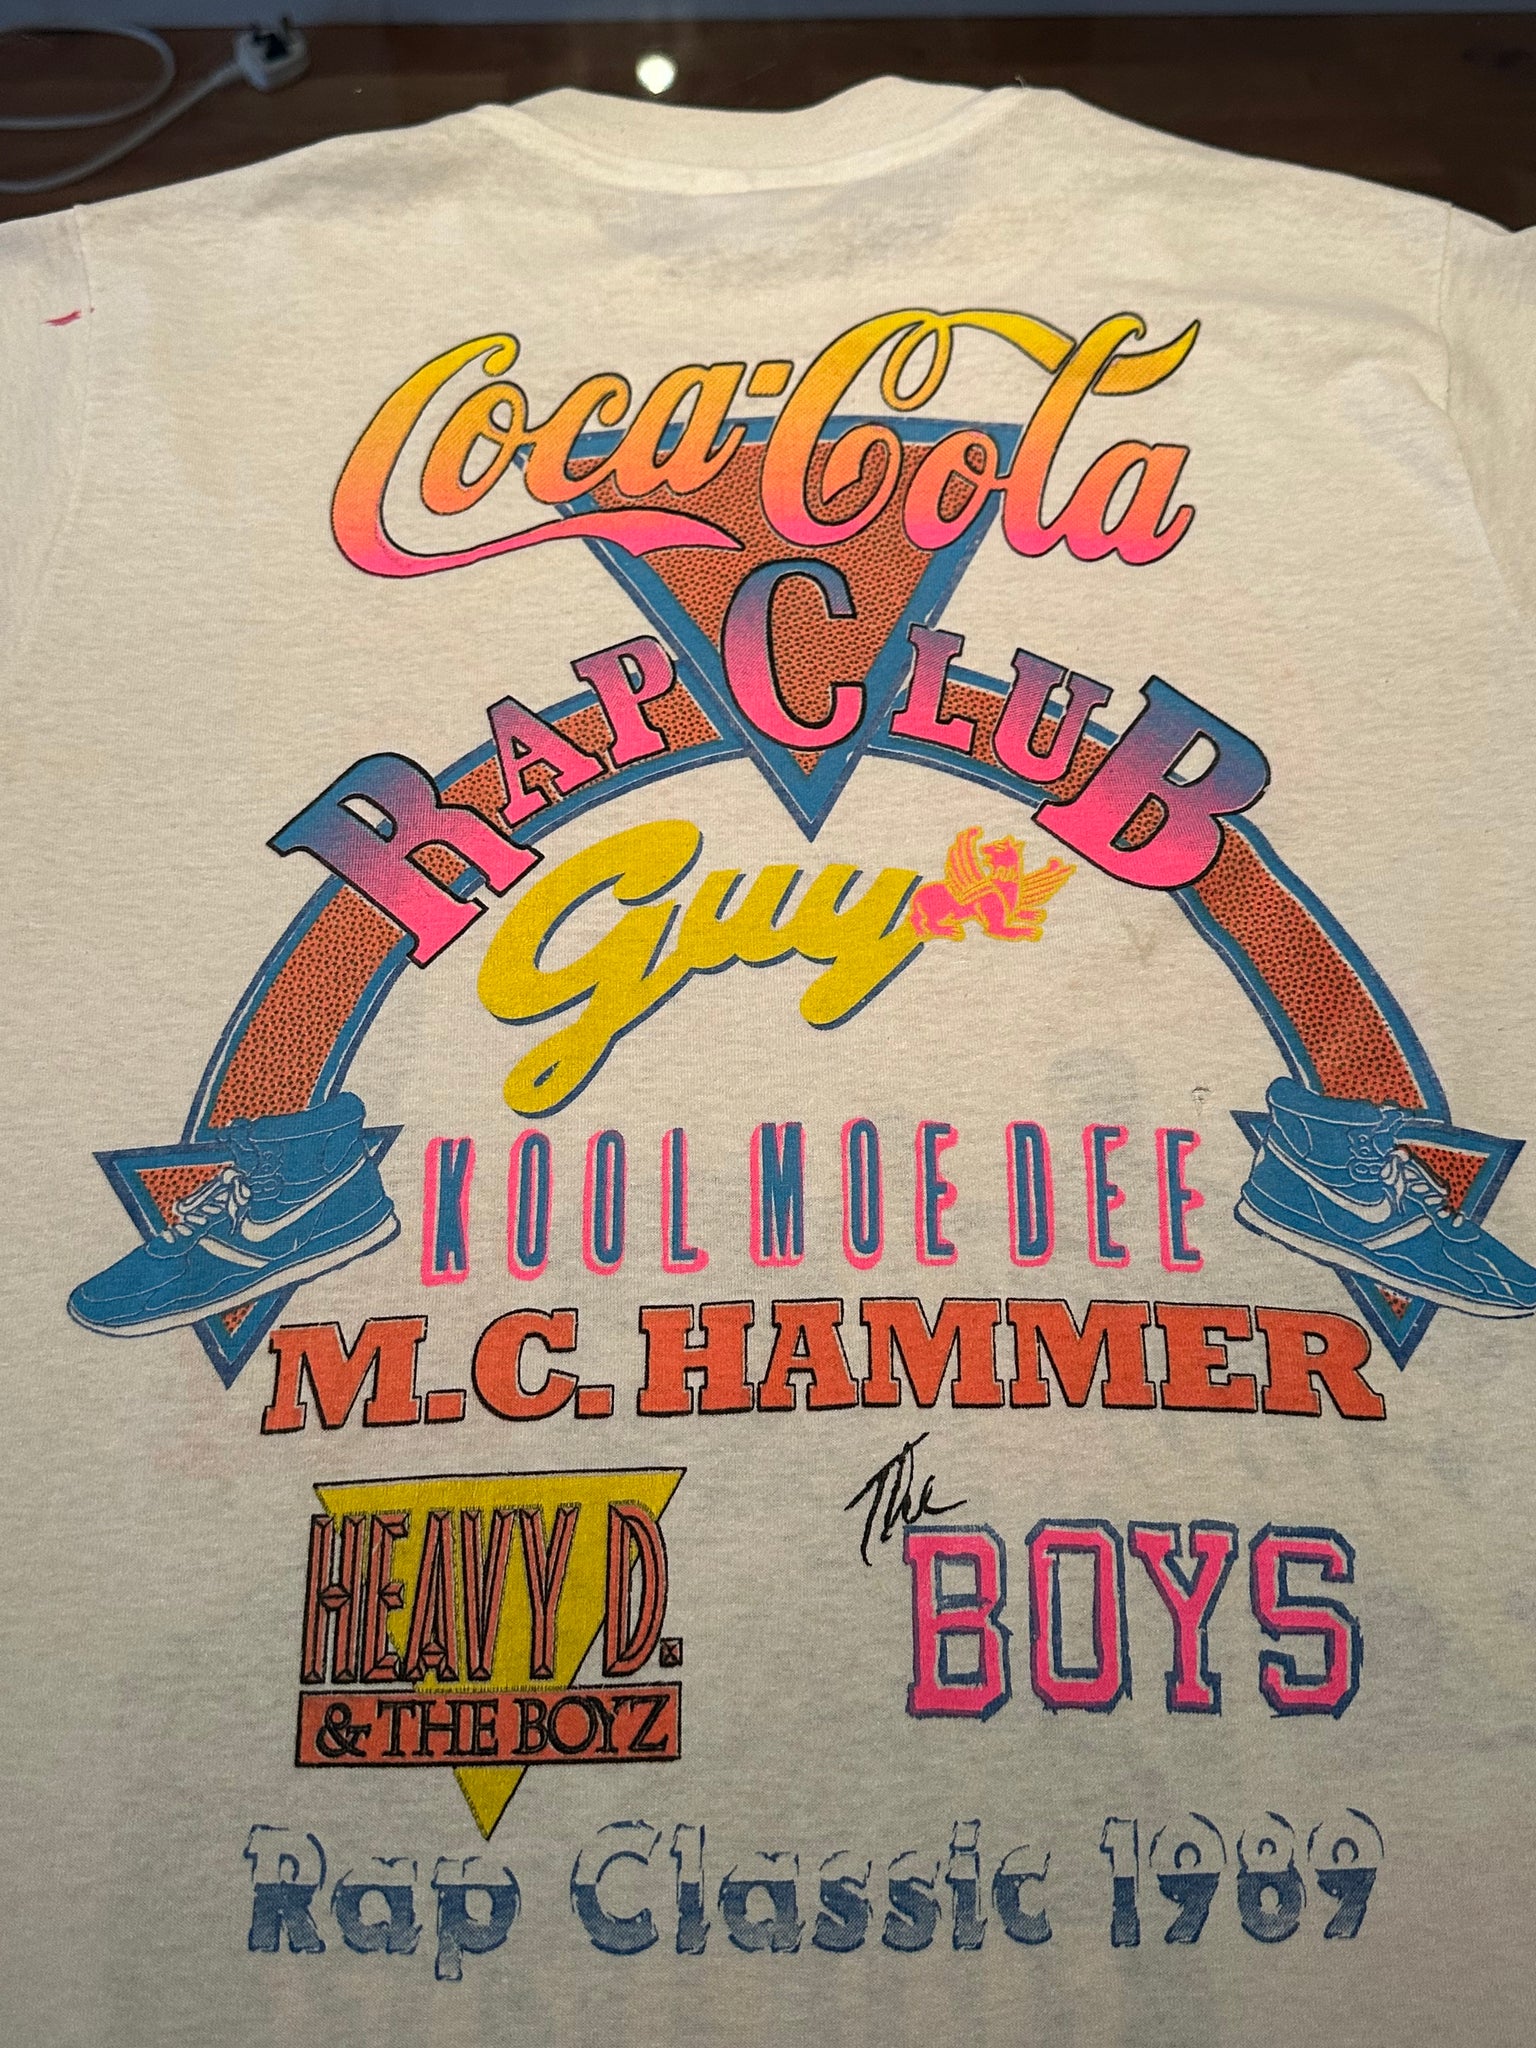 Coca-Cola
RAP CLUB
Guy
KOOL MOE DEE
M.C. HAMMER
The
BOYS
HEAVY D.
& THE BOYZ
Rap Classic 1989